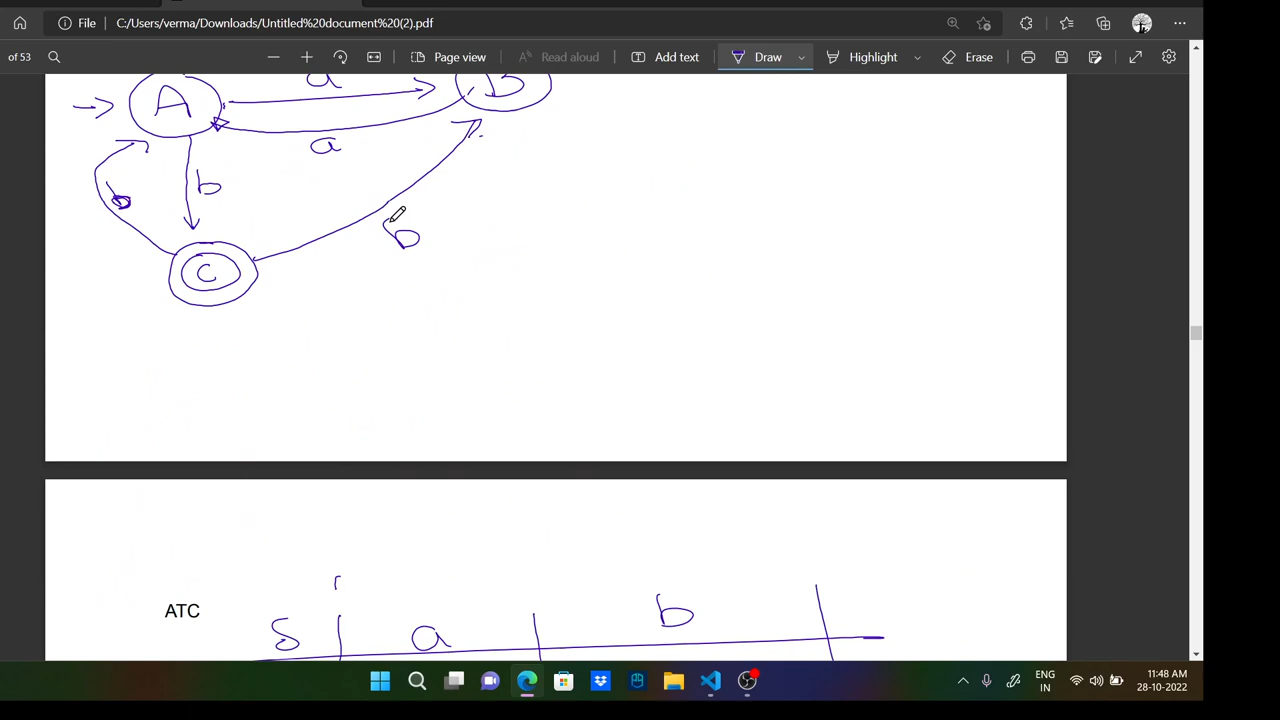 File C:/Users/verma/Downloads/Untitled%20document%20(2).pdf
of 53 Page view Read aloud Add text Draw Highlight Erase
a
A B
a
b
b
b
C
ATC
δ a b
ENG
IN
11:48 AM
28-10-2022